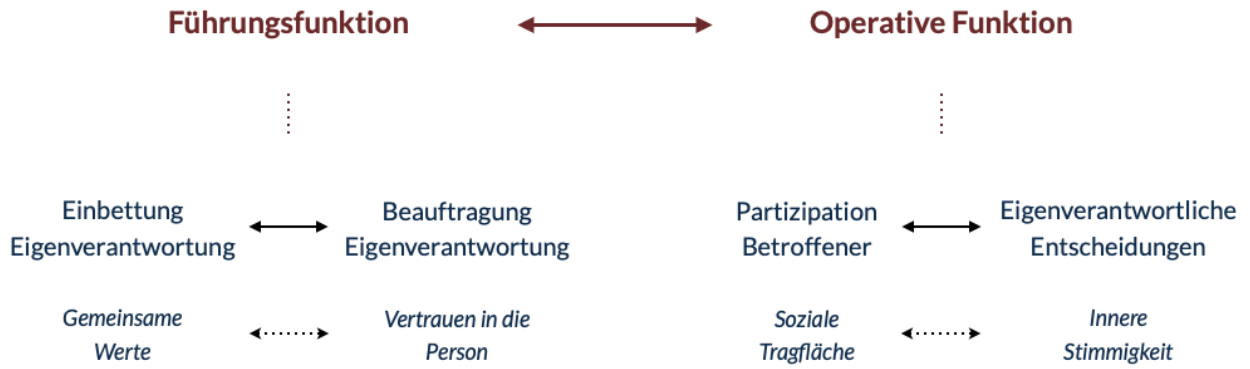 Führungsfunktion
Operative Funktion
Einbettung
Eigenverantwortung
Beauftragung
Eigenverantwortung
Partizipation
Betroffener
Eigenverantwortliche
Entscheidungen
Gemeinsame
Werte
Vertrauen in die
Person
Soziale
Tragfläche
Innere
Stimmigkeit